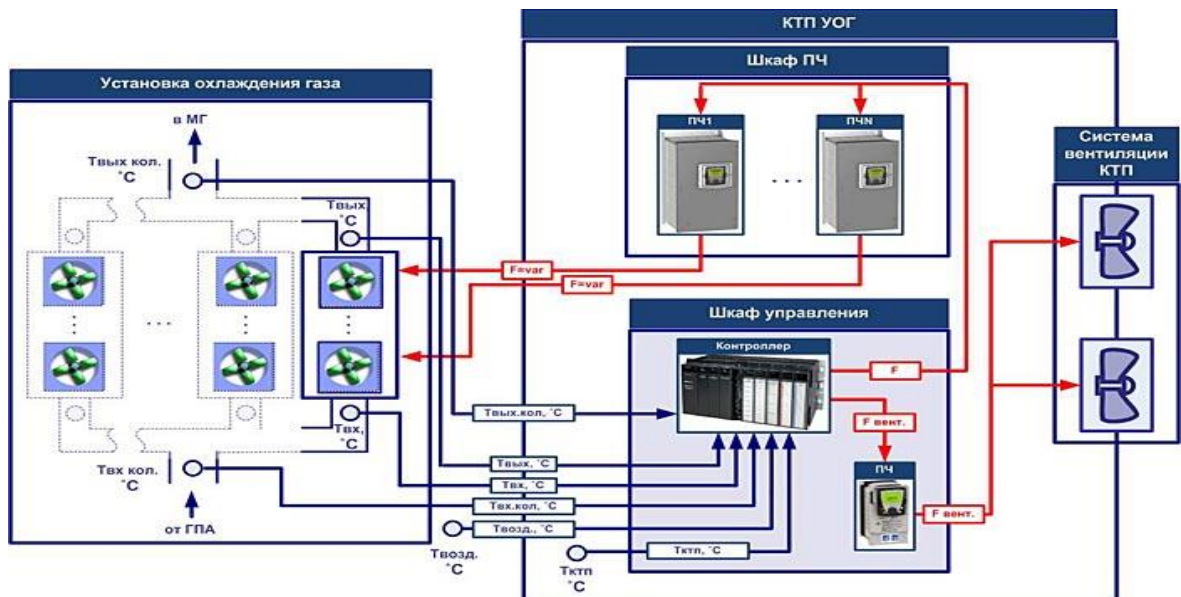 КТП УОГ
Установка охлаждения газа
в МГ
Твых кол.
˚С
Твых,
˚С
Твх,
˚С
Твх кол.
˚С
от ГПА
Шкаф ПЧ
ПЧ1
ПЧN
F=var
F=var
Система
вентиляции
КТП
Шкаф управления
Контроллер
F
F вент.
ПЧ
F вент.
Твых.кол, ˚С
Твых, ˚С
Твх, ˚С
Твх.кол, ˚С
Твозд., ˚С
Твозд.
˚С
Тктп, ˚С
Тктп
˚С